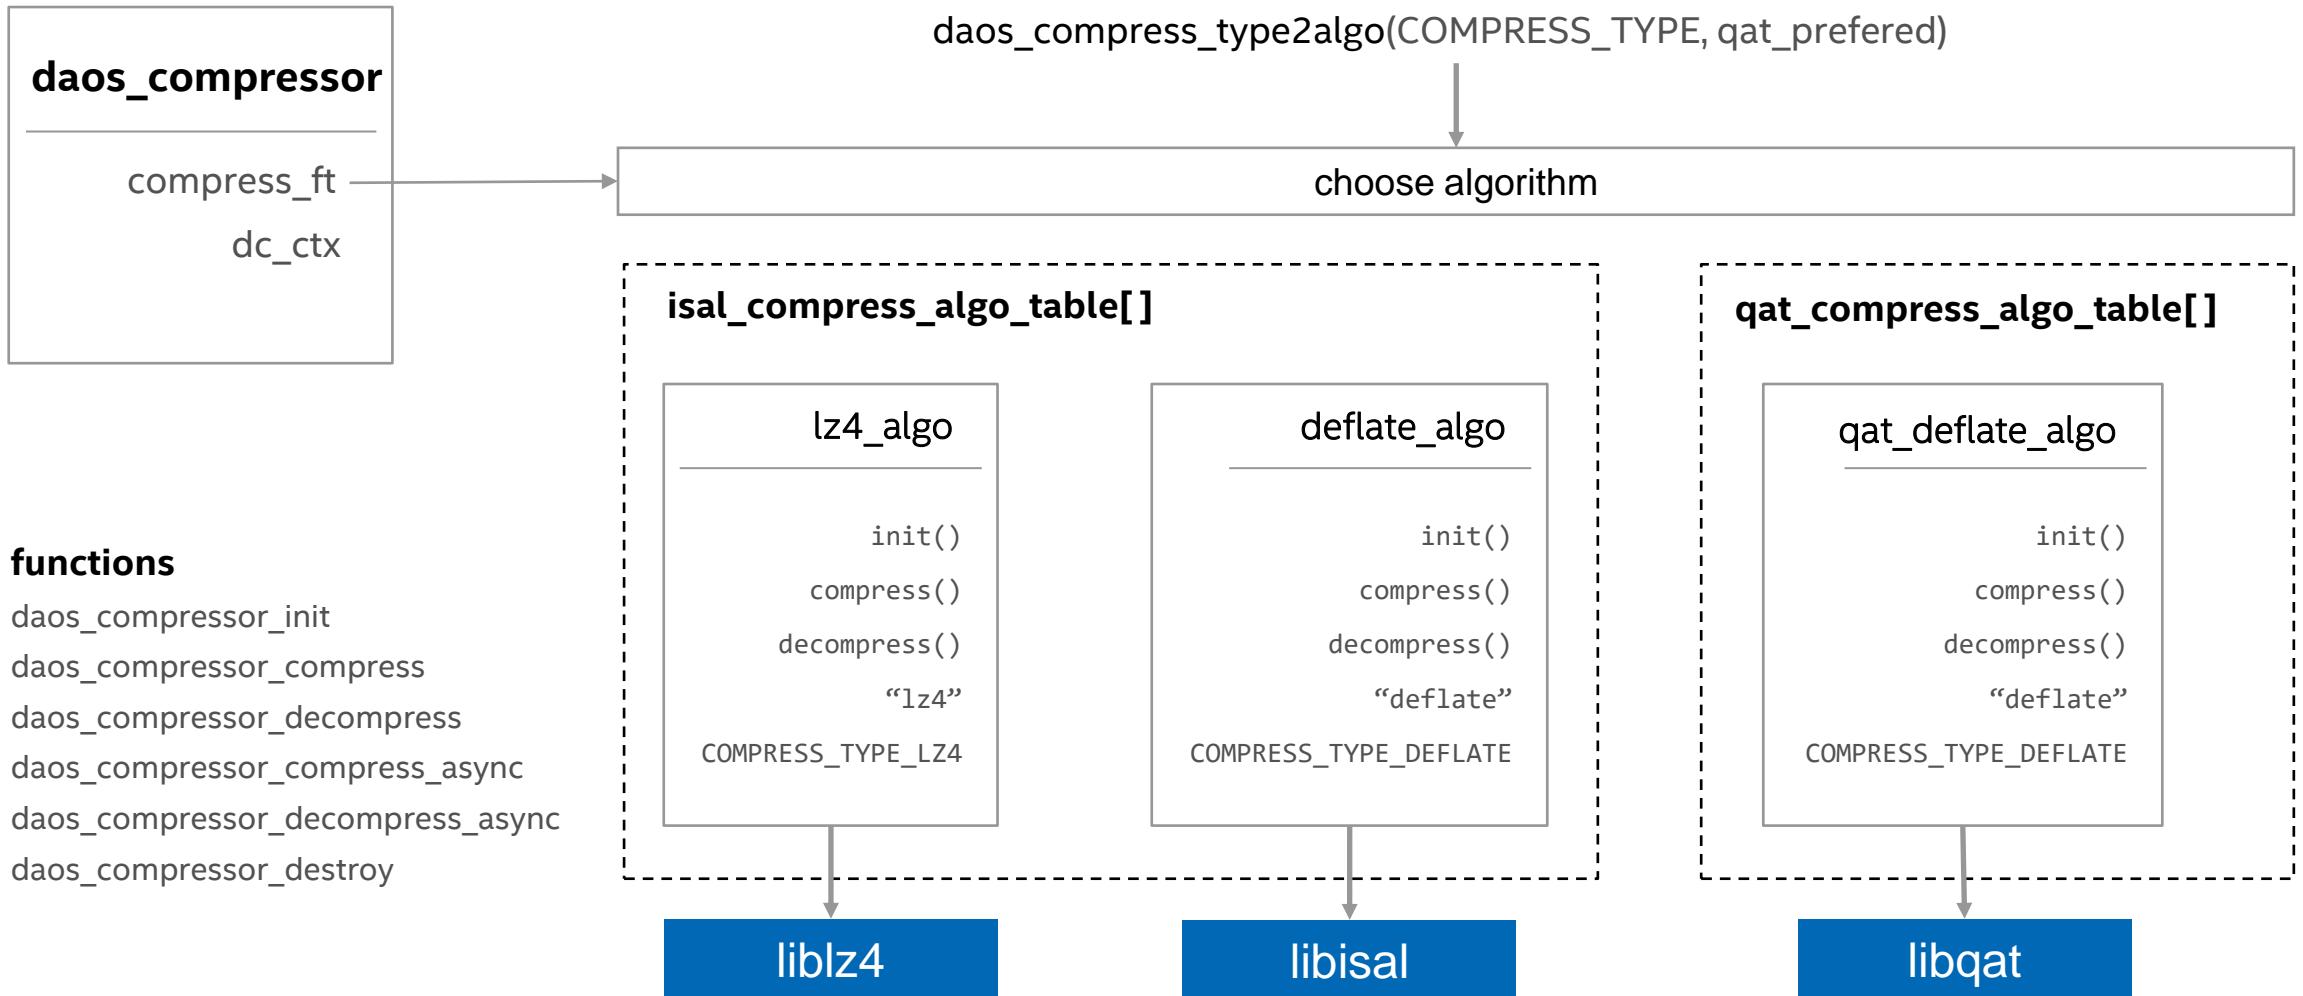 daos_compressor
compress_ft
dc_ctx
daos_compress_type2algo(COMPRESS_TYPE, qat_prefered)
choose algorithm
isal_compress_algo_table[]
lz4_algo
init()
compress()
decompress()
“lz4”
COMPRESS_TYPE_LZ4
deflate_algo
init()
compress()
decompress()
“deflate”
COMPRESS_TYPE_DEFLATE
qat_compress_algo_table[]
qat_deflate_algo
init()
compress()
decompress()
“deflate”
COMPRESS_TYPE_DEFLATE
functions
daos_compressor_init
daos_compressor_compress
daos_compressor_decompress
daos_compressor_compress_async
daos_compressor_decompress_async
daos_compressor_destroy
liblz4
libisal
libqat